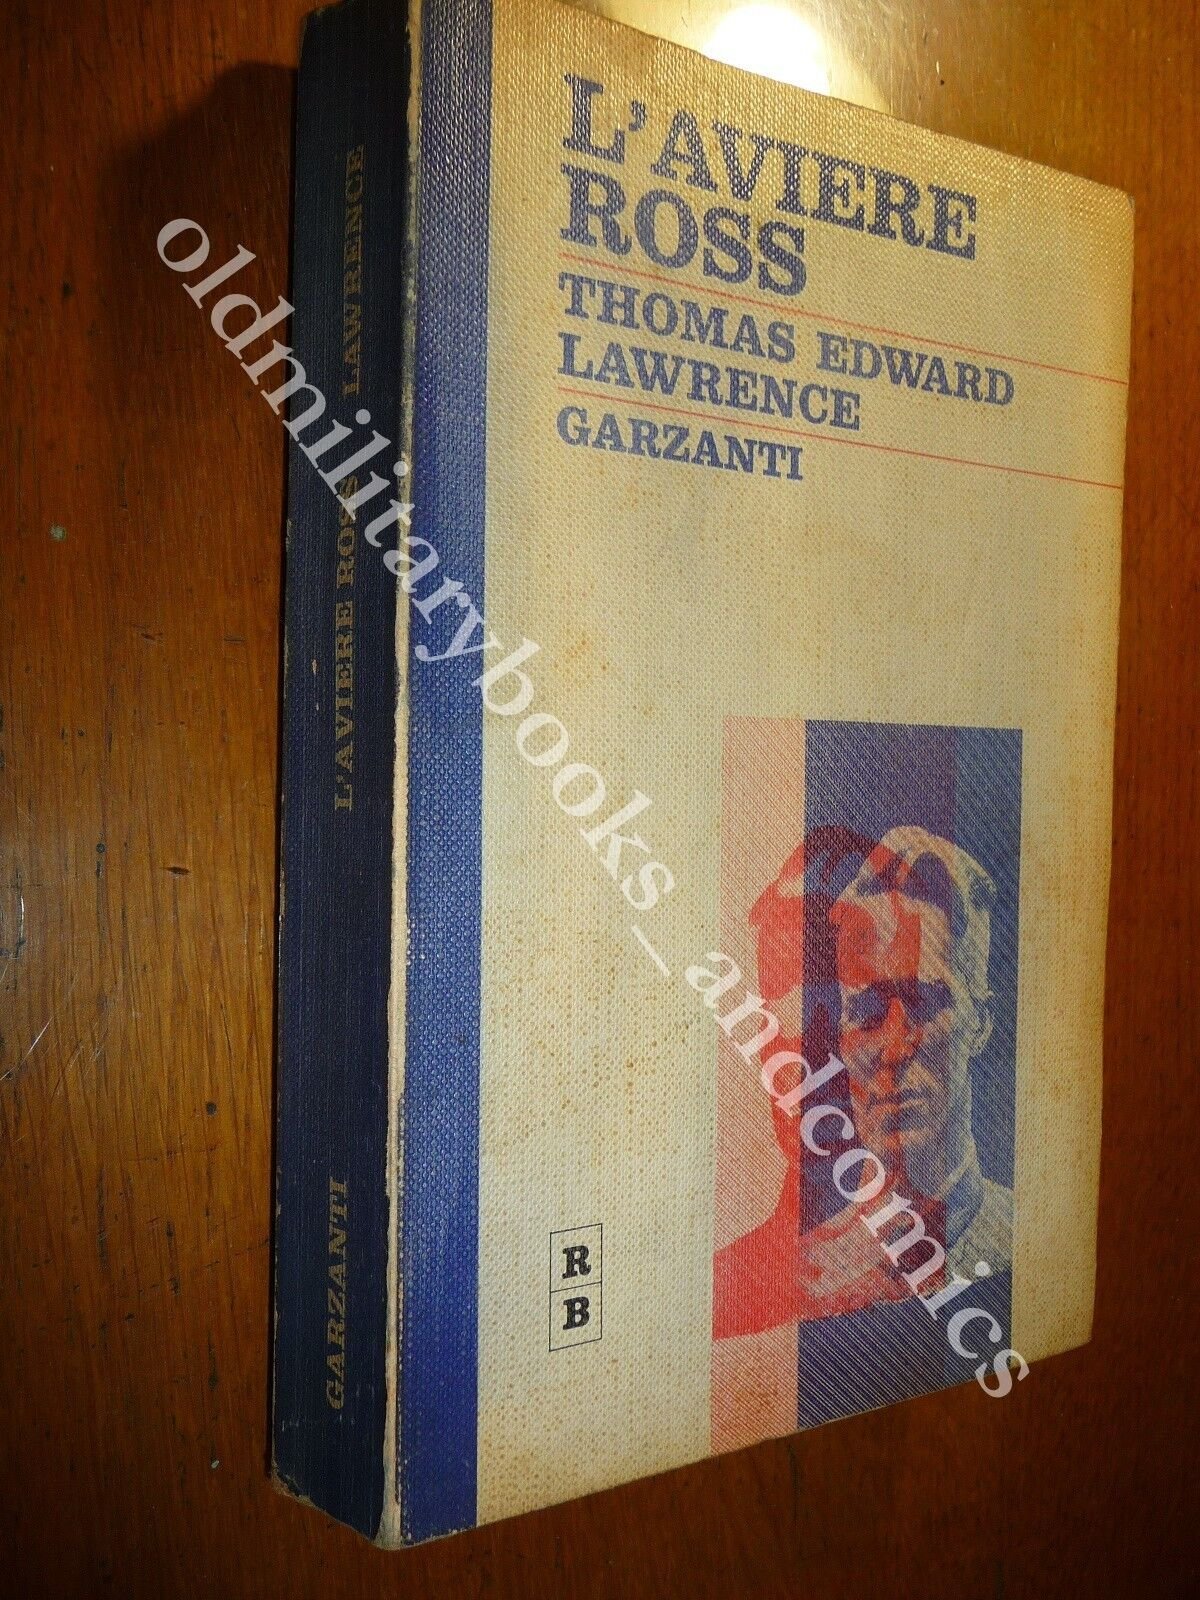 L'AVIERE
ROSS
THOMAS EDWARD
LAWRENCE
GARZANTI
R
B
LAWRENCE
L'AVIERE ROSS
GARZANTI
oldmilitarybooks_andcomics